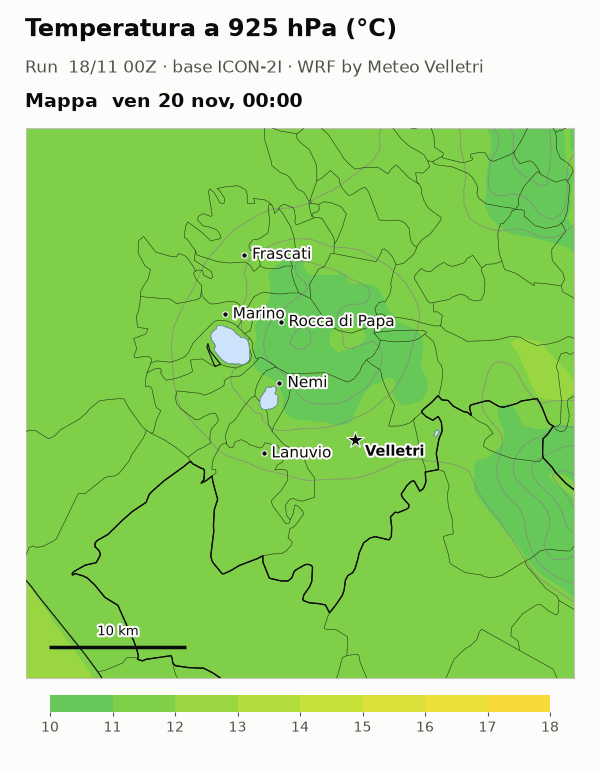 Temperatura a 925 hPa (°C)
Run  18/11 00Z · base ICON-2I · WRF by Meteo Velletri
Mappa  ven 20 nov, 00:00
Frascati
Marino
Rocca di Papa
Nemi
Velletri
Lanuvio
10 km
10 11 12 13 14 15 16 17 18